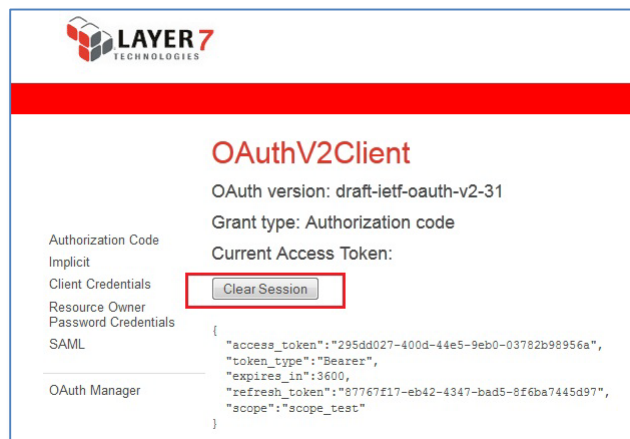 LAYER 7
TECHNOLOGIES
OAuthV2Client
OAuth version: draft-ietf-oauth-v2-31
Grant type: Authorization code
Current Access Token:
Clear Session
{
"access_token":"295dd027-400d-44e5-9eb0-03782b98956a",
"token_type":"Bearer",
"expires_in":3600,
"refresh_token":"87767f17-eb42-4347-bad5-8f6ba7445d97",
"scope":"scope_test"
}
Authorization Code
Implicit
Client Credentials
Resource Owner
Password Credentials
SAML
OAuth Manager